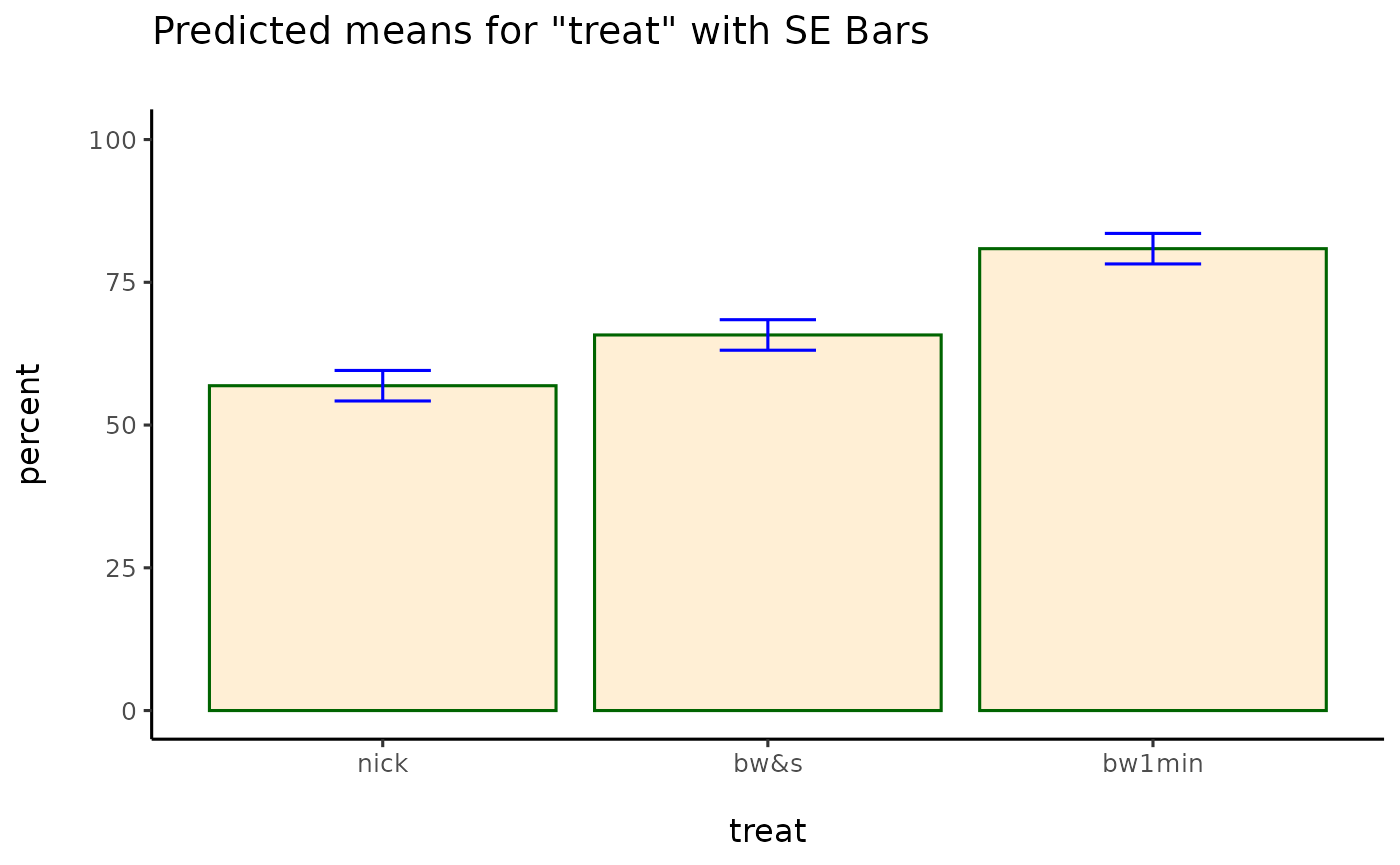 Predicted means for "treat" with SE Bars
percent
100
75
50
25
0
nick
bw&s
bw1min
treat